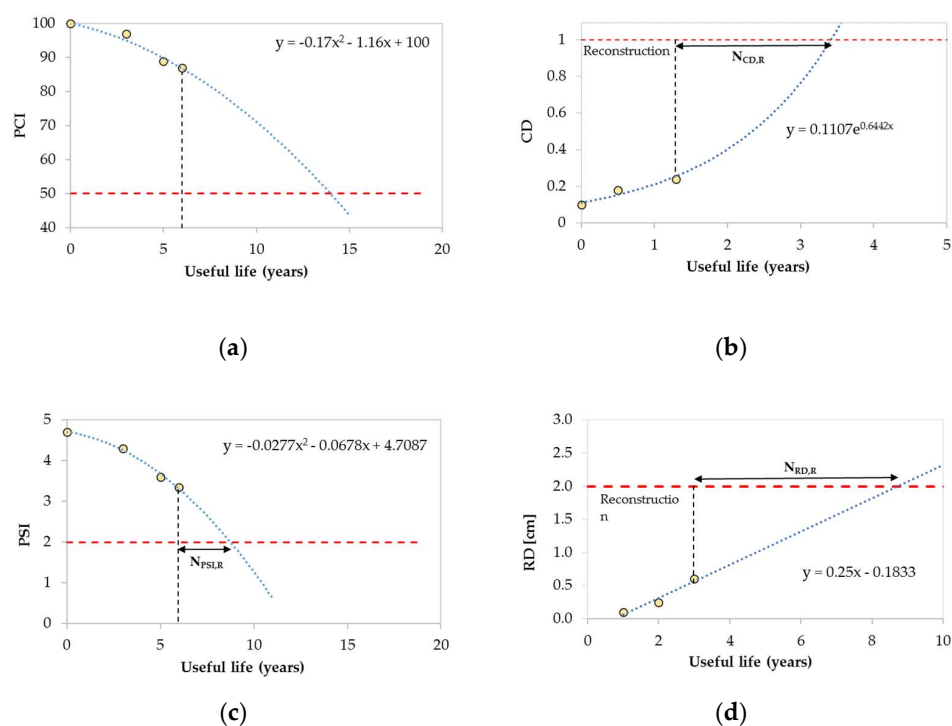 100
90
80
70
60
50
40
PCI
y = -0.17x² - 1.16x + 100
0
5
10
15
20
Useful life (years)
(a)
1
0.8
0.6
0.4
0.2
0
CD
Reconstruction
N_CD,R
y = 0.1107e^0.6442x
0
1
2
3
4
5
Useful life (years)
(b)
5
4
3
2
1
0
PSI
y = -0.0277x² - 0.0678x + 4.7087
N_PSI,R
0
5
10
15
20
Useful life (years)
(c)
3.0
2.5
2.0
1.5
1.0
0.5
0.0
RD [cm]
N_RD,R
Reconstructio
n
y = 0.25x - 0.1833
0
2
4
6
8
10
Useful life (years)
(d)